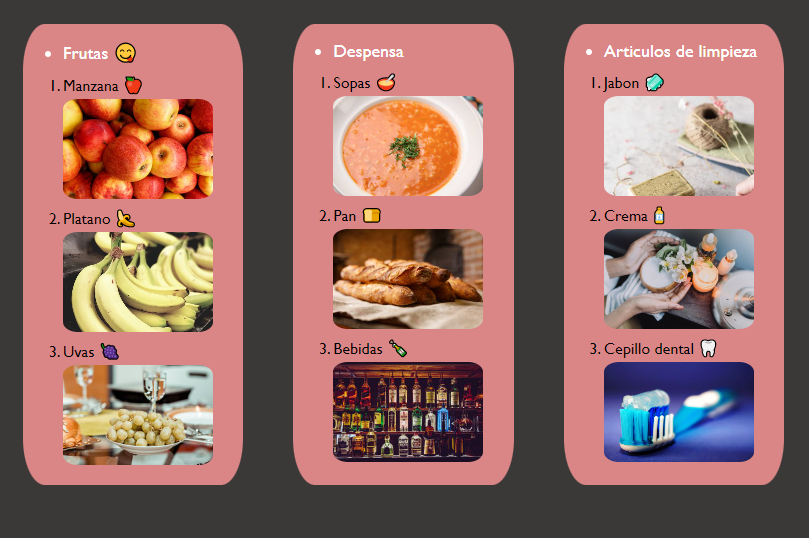 • Frutas 😋
1. Manzana 🍎
2. Platano 🍌
3. Uvas 🍇
• Despensa
1. Sopas 🥣
2. Pan 🍞
3. Bebidas 🍾
• Articulos de limpieza
1. Jabon 🧼
2. Crema 🧴
3. Cepillo dental 🦷